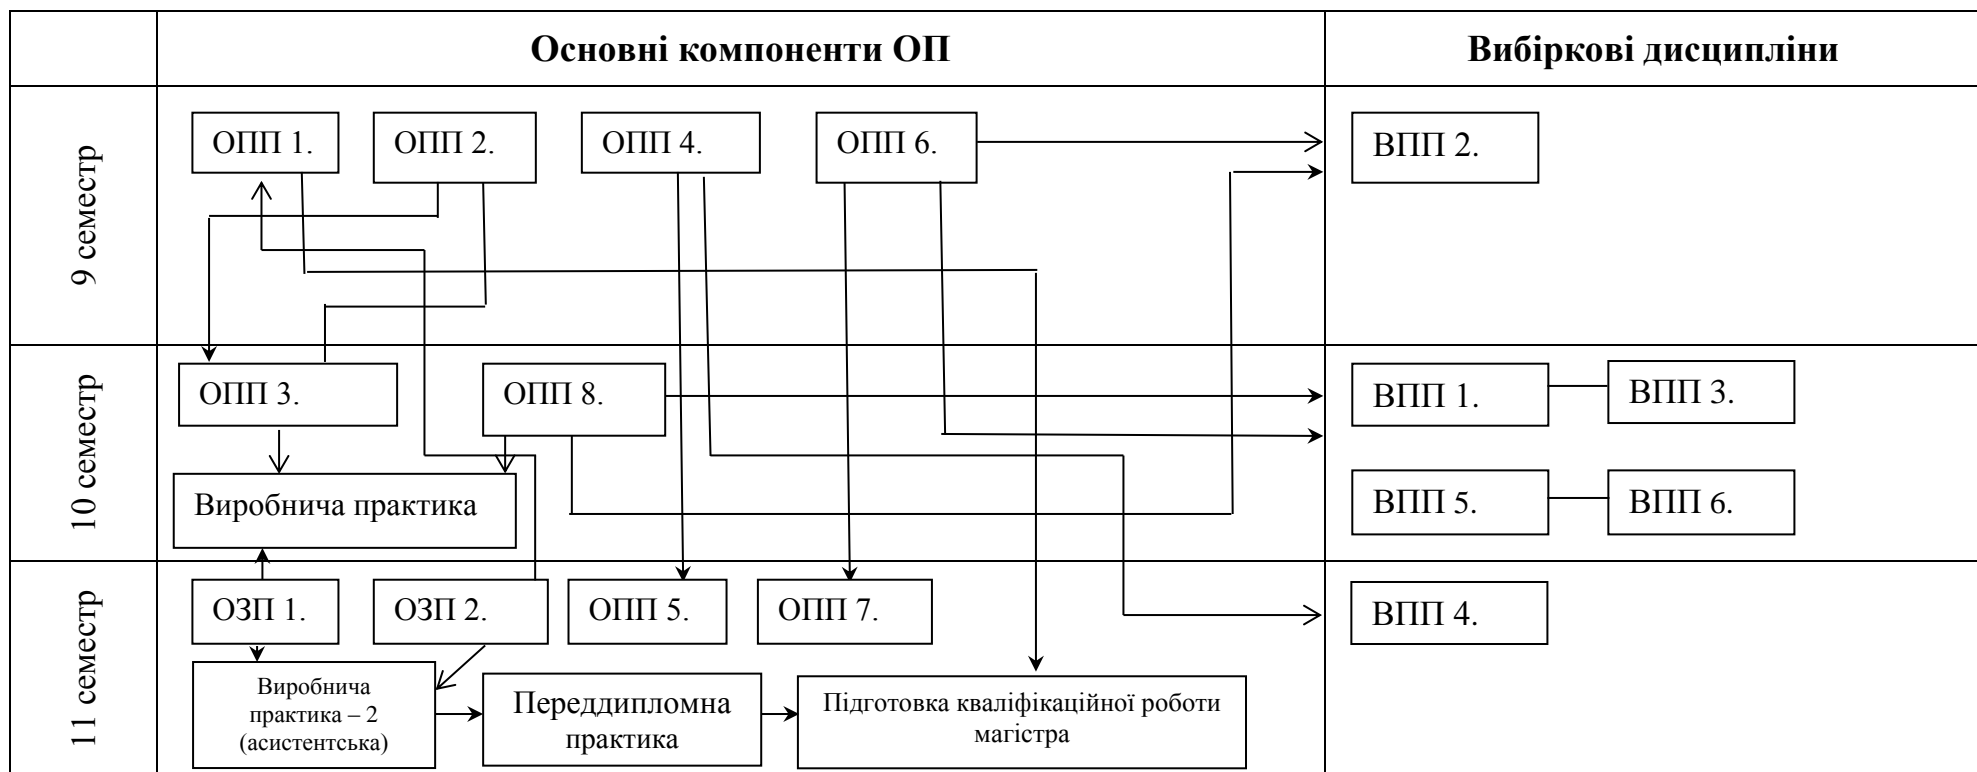 Основні компоненти ОП
Вибіркові дисципліни
9 семестр
ОПП 1.
ОПП 2.
ОПП 4.
ОПП 6.
ВПП 2.
10 семестр
ОПП 3.
ОПП 8.
ВПП 1.
ВПП 3.
Виробнича практика
ВПП 5.
ВПП 6.
11 семестр
ОЗП 1.
ОЗП 2.
ОПП 5.
ОПП 7.
ВПП 4.
Виробнича
практика – 2
(асистентська)
Переддипломна
практика
Підготовка кваліфікаційної роботи
магістра